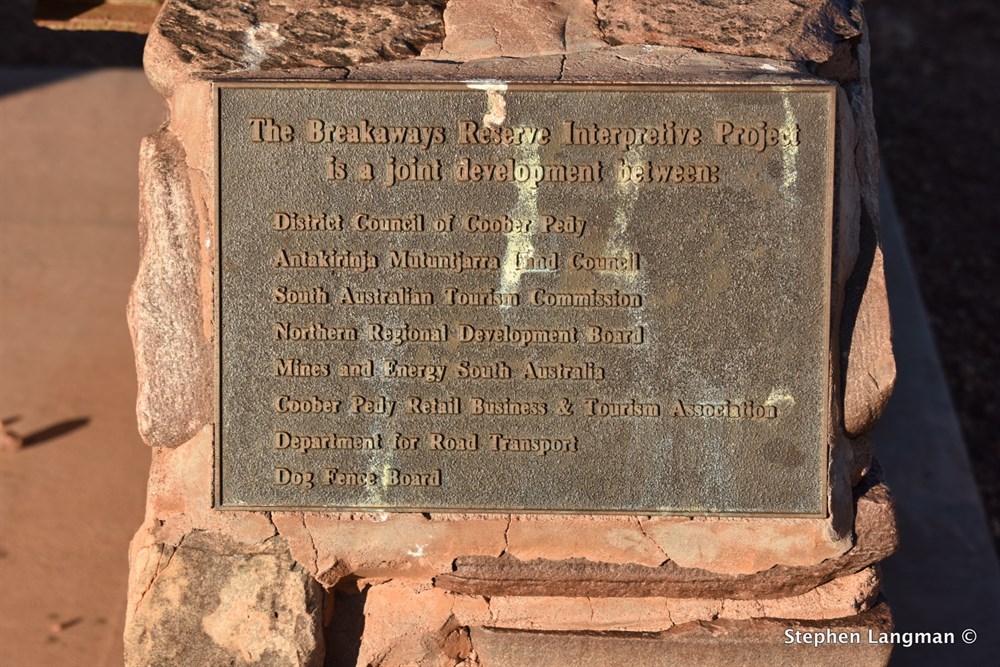 The Breakaways Reserve Interpretive Project
is a joint development between:
District Council of Coober Pedy
Antakirinja Mutuntjarra Land Council
South Australian Tourism Commission
Northern Regional Development Board
Mines and Energy South Australia
Coober Pedy Retail Business & Tourism Association
Department for Road Transport
Dog Fence Board
Stephen Langman ©